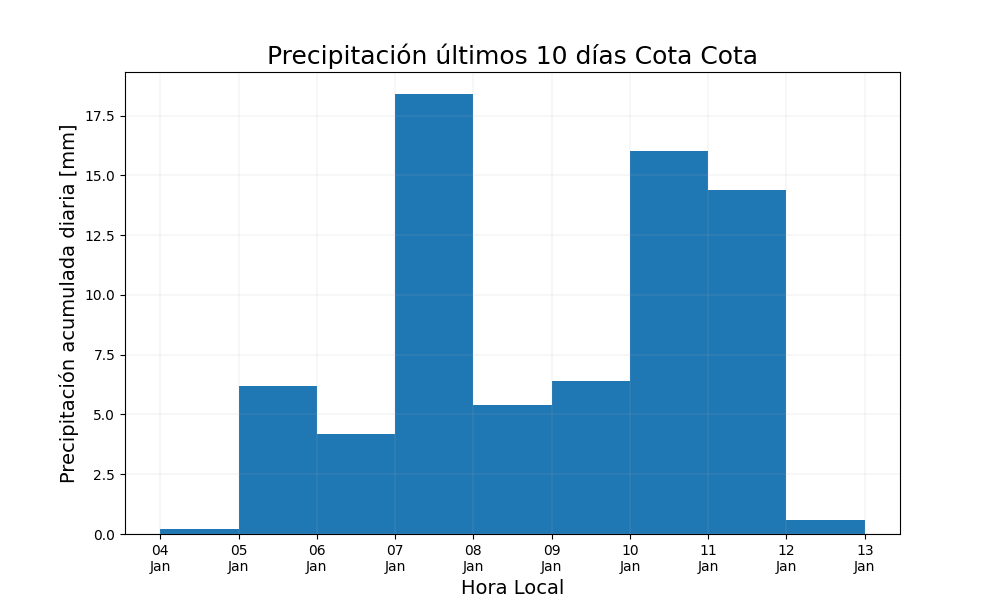 Precipitación últimos 10 días Cota Cota
Precipitación acumulada diaria [mm]
17.5
15.0
12.5
10.0
7.5
5.0
2.5
0.0
04 05 06 07 08 09 10 11 12 13
Jan Jan Jan Jan Jan Jan Jan Jan Jan Jan
Hora Local